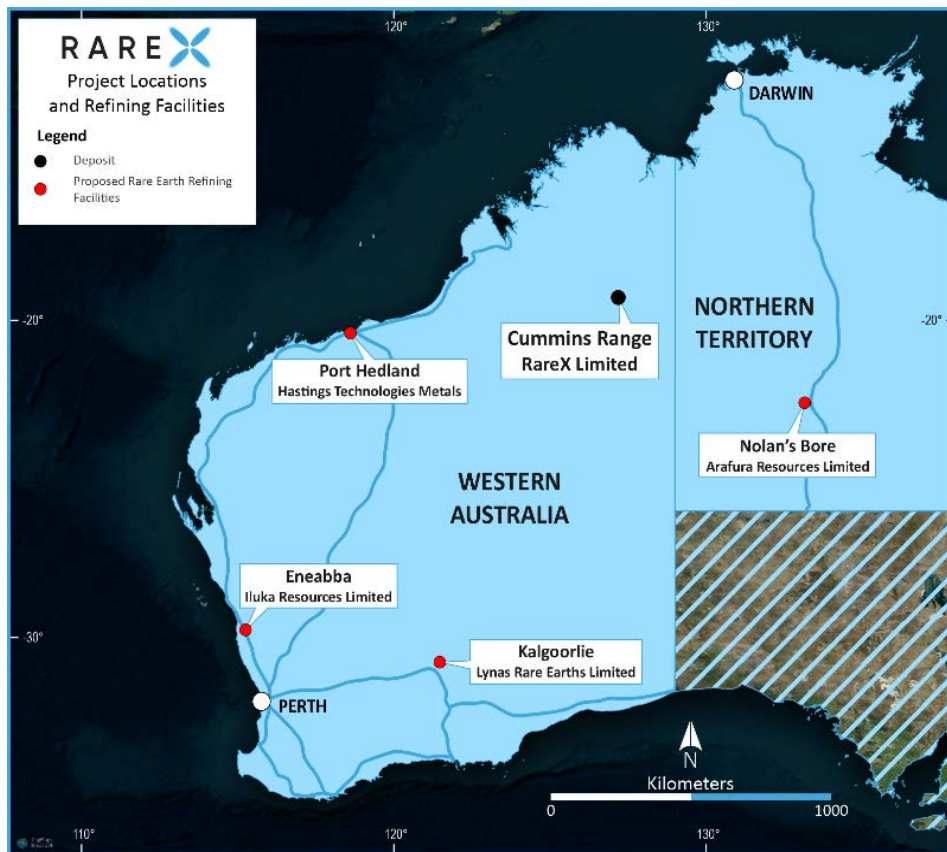 120°
130°
RAREX
Project Locations
and Refining Facilities
Legend
Deposit
Proposed Rare Earth Refining
Facilities
DARWIN
-20°
-20°
NORTHERN
TERRITORY
Cummins Range
RareX Limited
Port Hedland
Hastings Technologies Metals
Nolan's Bore
Arafura Resources Limited
WESTERN
AUSTRALIA
Eneabba
Iluka Resources Limited
-30°
Kalgoorlie
Lynas Rare Earths Limited
PERTH
N
Kilometers
0
1000
110°
120°
130°